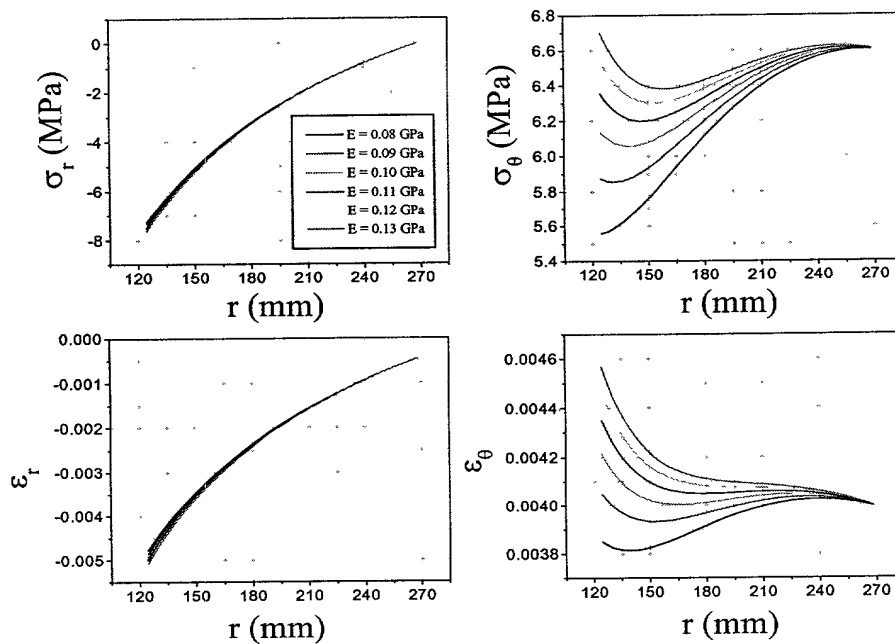 0
-2
-4
-6
-8
σr (MPa)
E = 0.08 GPa
E = 0.09 GPa
E = 0.10 GPa
E = 0.11 GPa
E = 0.12 GPa
E = 0.13 GPa
120 150 180 210 240 270
r (mm)
6.8
6.6
6.4
6.2
6.0
5.8
5.6
5.4
σθ (MPa)
120 150 180 210 240 270
r (mm)
0.000
-0.001
-0.002
-0.003
-0.004
-0.005
εr
120 150 180 210 240 270
r (mm)
0.0046
0.0044
0.0042
0.0040
0.0038
εθ
120 150 180 210 240 270
r (mm)